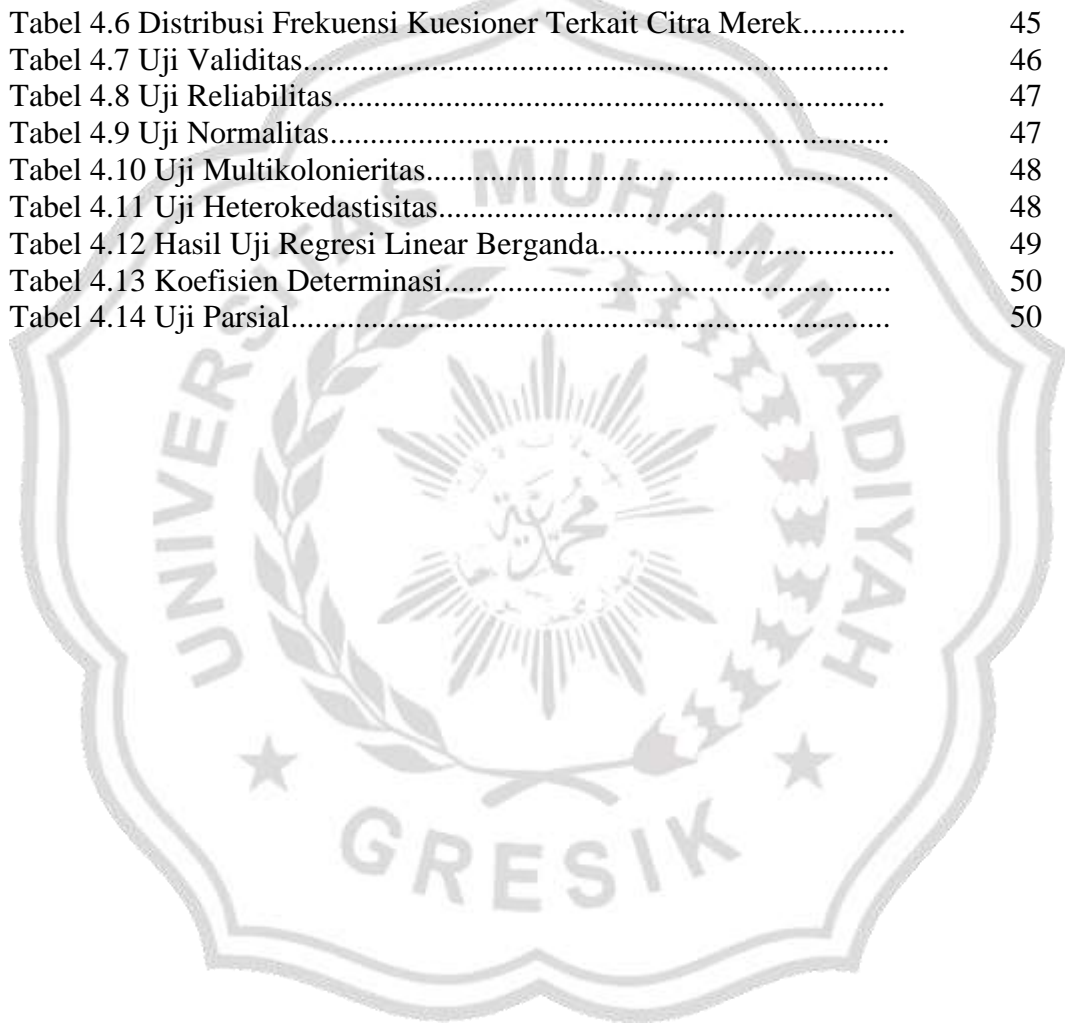 Tabel 4.6 Distribusi Frekuensi Kuesioner Terkait Citra Merek............. 45
Tabel 4.7 Uji Validitas......................................................................... 46
Tabel 4.8 Uji Reliabilitas..................................................................... 47
Tabel 4.9 Uji Normalitas...................................................................... 47
Tabel 4.10 Uji Multikolonieritas.......................................................... 48
Tabel 4.11 Uji Heterokedastisitas......................................................... 48
Tabel 4.12 Hasil Uji Regresi Linear Berganda..................................... 49
Tabel 4.13 Koefisien Determinasi........................................................ 50
Tabel 4.14 Uji Parsial........................................................................... 50
UNIVERSITAS MUHAMMADIYAH
محمد
GRESIK